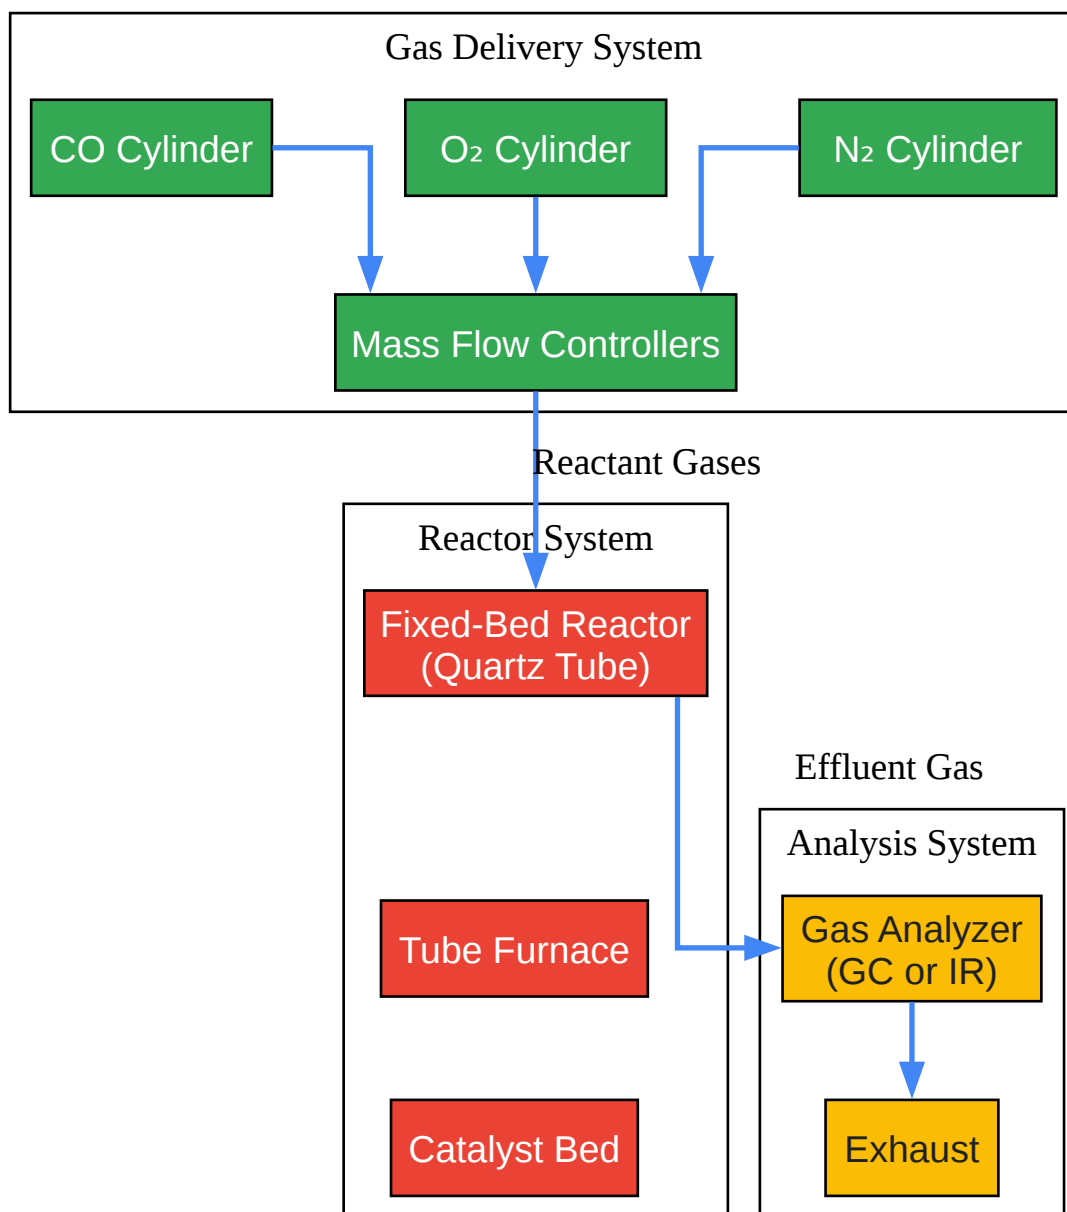 Gas Delivery System
CO Cylinder
O₂ Cylinder
N₂ Cylinder
Mass Flow Controllers
Reactant Gases
Reactor System
Fixed-Bed Reactor
(Quartz Tube)
Effluent Gas
Analysis System
Gas Analyzer
(GC or IR)
Tube Furnace
Catalyst Bed
Exhaust